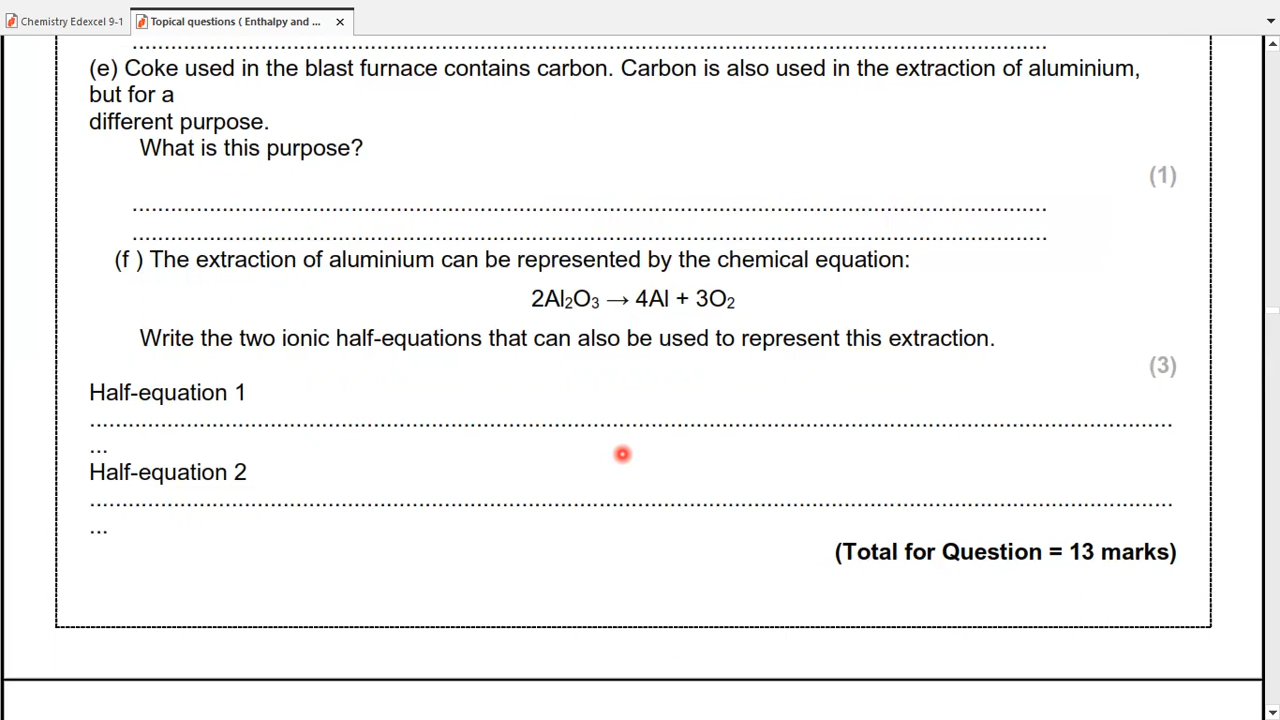 Chemistry Edexcel 9-1
Topical questions ( Enthalpy and ...
(e) Coke used in the blast furnace contains carbon. Carbon is also used in the extraction of aluminium,
but for a
different purpose.
What is this purpose?
(1)
(f ) The extraction of aluminium can be represented by the chemical equation:
2Al₂O₃ → 4Al + 3O₂
Write the two ionic half-equations that can also be used to represent this extraction.
(3)
Half-equation 1
...
Half-equation 2
...
(Total for Question = 13 marks)